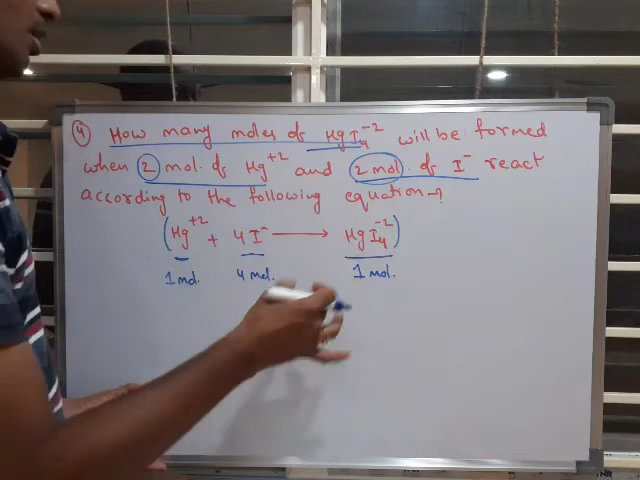 4 How many moles of HgI₄⁻² will be formed
when 2 mol. of Hg⁺² and 2 mol. of I⁻ react
according to the following equation→?
(Hg⁺² + 4I⁻ ⟶ HgI₄⁻²)
1 mol. 4 mol. 1 mol.